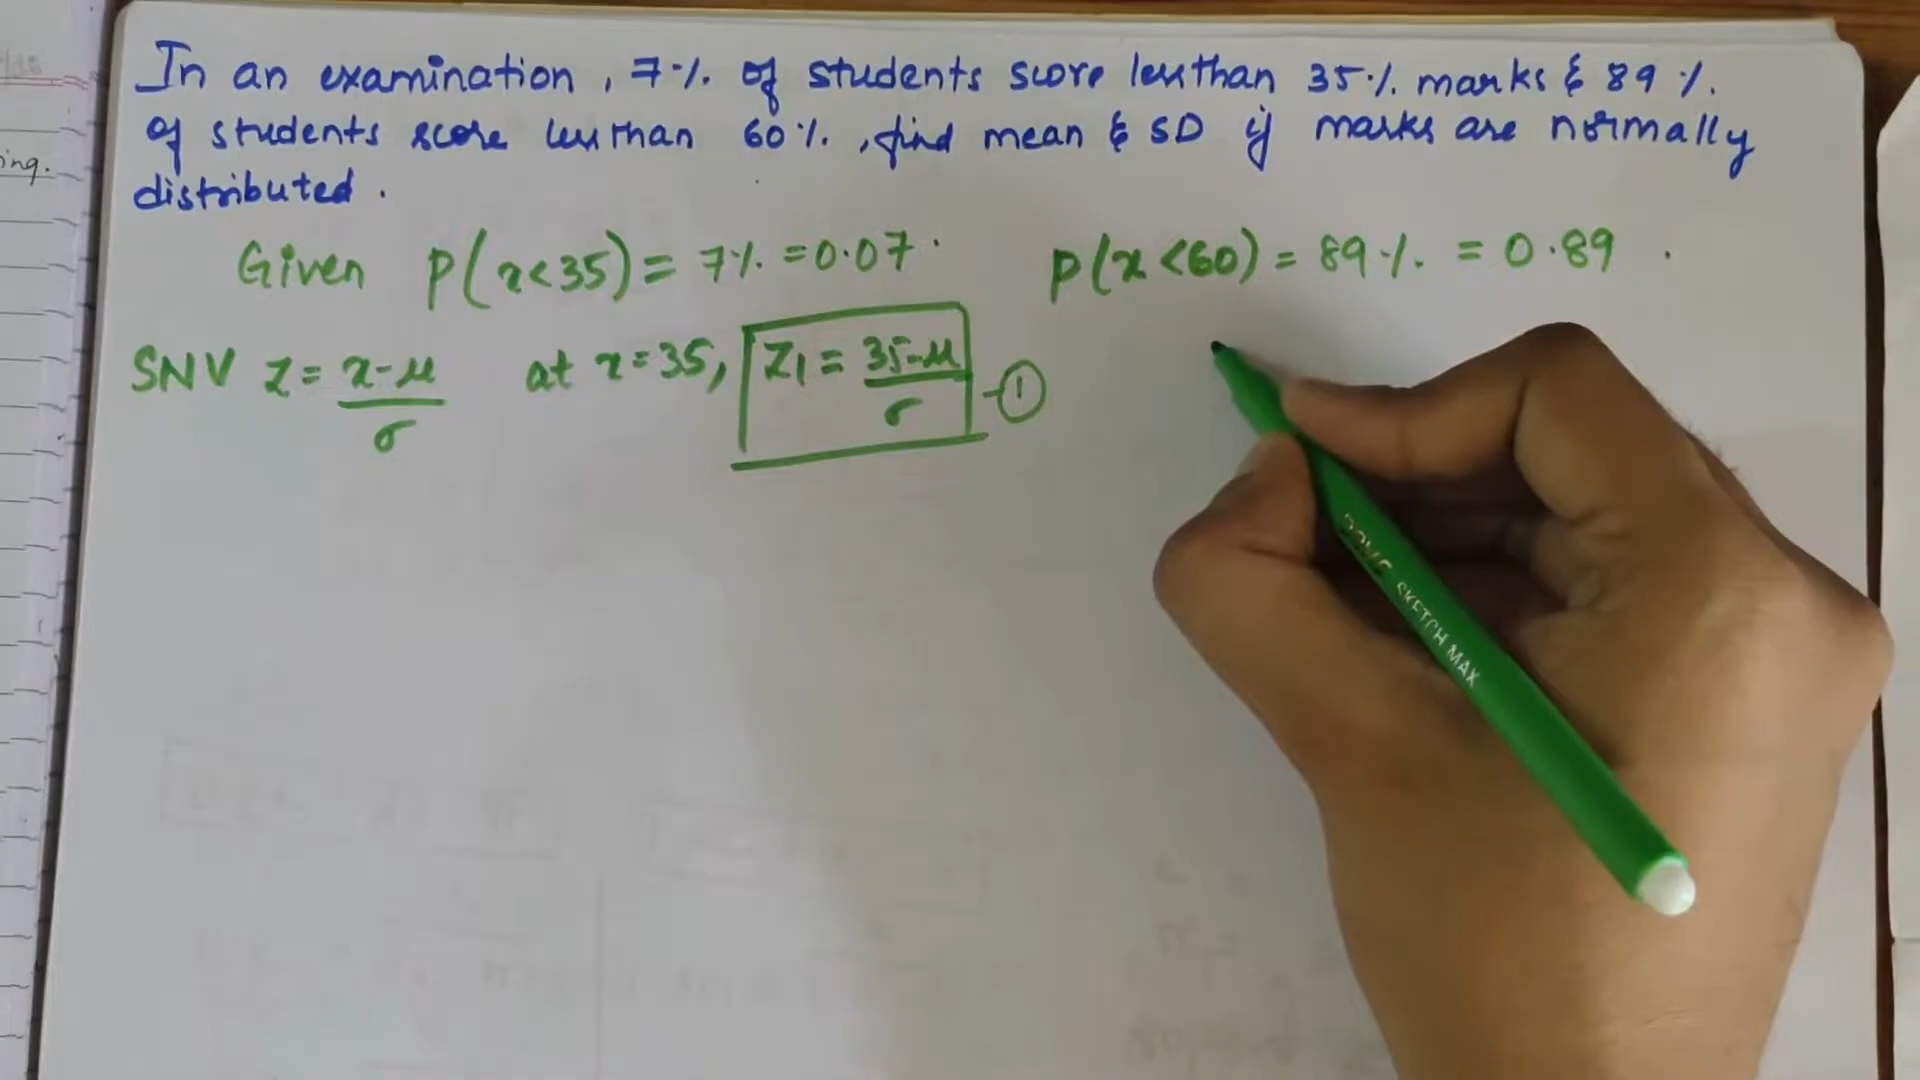 In an examination, 7% of students score less than 35% marks & 89%
of students score less than 60%, find mean & SD if marks are normally
distributed.
Given P(x<35) = 7% = 0.07. P(x<60) = 89% = 0.89.
SNV Z = x-μ/σ at x=35, Z1 = 35-μ/σ -①
ing.
DOMS SKETCH MAX